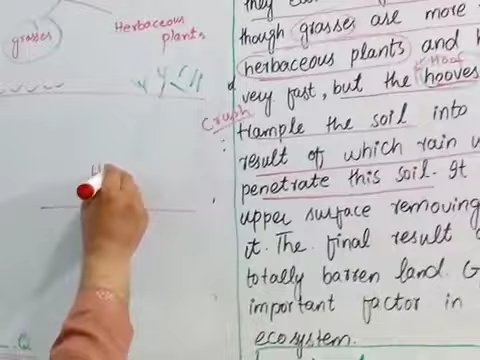 grasses
Herbaceous
plants
they
though grasses are more
herbaceous plants and
Hoof
very fast, but the hooves
Crush
trample the soil into
result of which rain
penetrate this soil. It
upper surface removing
it. The final result
totally barren land.
important factor in
ecosystem.